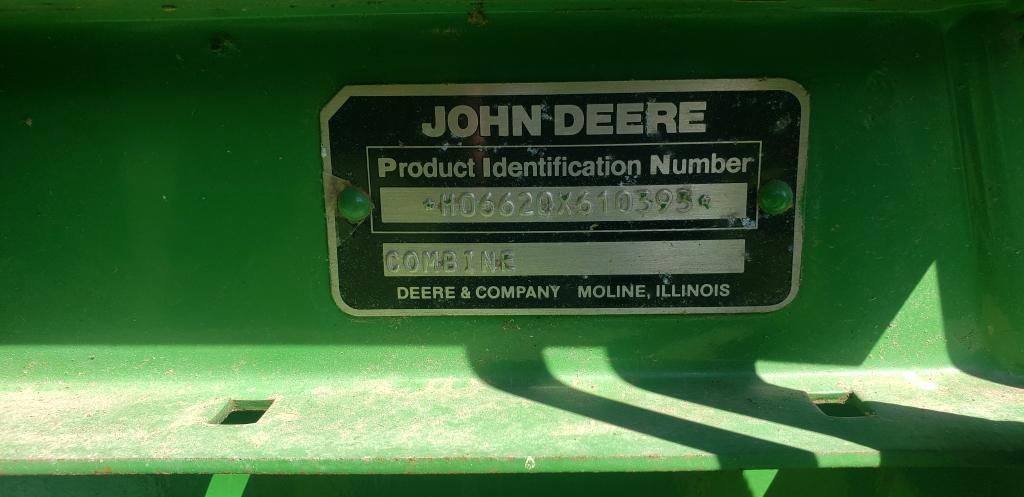 JOHN DEERE
Product Identification Number
*H06620X610393*
COMBINE
DEERE & COMPANY MOLINE, ILLINOIS